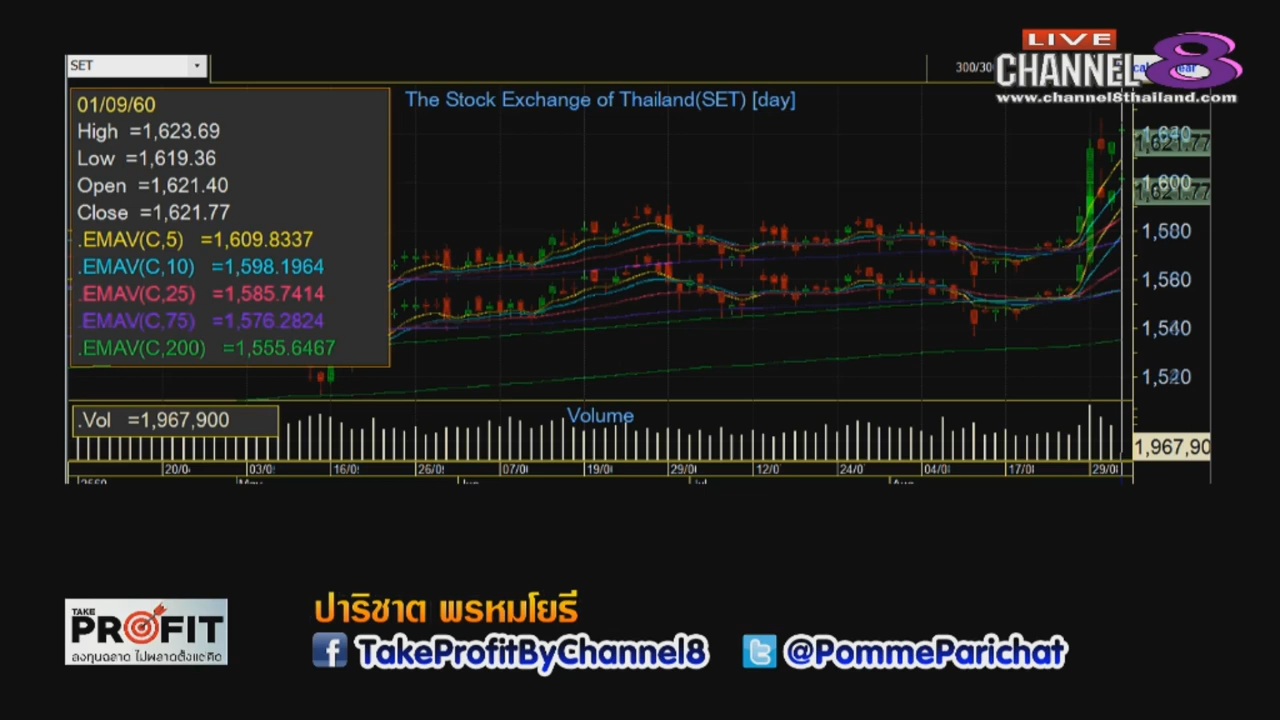 LIVE
CHANNEL 8
www.channel8thailand.com
SET
300/30
01/09/60
High =1,623.69
Low =1,619.36
Open =1,621.40
Close =1,621.77
.EMAV(C,5) =1,609.8337
.EMAV(C,10) =1,598.1964
.EMAV(C,25) =1,585.7414
.EMAV(C,75) =1,576.2824
.EMAV(C,200) =1,555.6467
The Stock Exchange of Thailand(SET) [day]
1,621.77
1,600
1,621.77
1,580
1,560
1,540
1,520
.Vol =1,967,900
Volume
1,967,90
20/0 03/0 16/0 26/0 07/0 19/0 29/0 12/0 24/0 04/0 17/0 29/0
TAKE
PROFIT
ลงทุนฉลาด ไม่พลาดตั้งแต่คิด
ปาริชาต พรหมโยธี
TakeProfitByChannel8
@PommeParichat